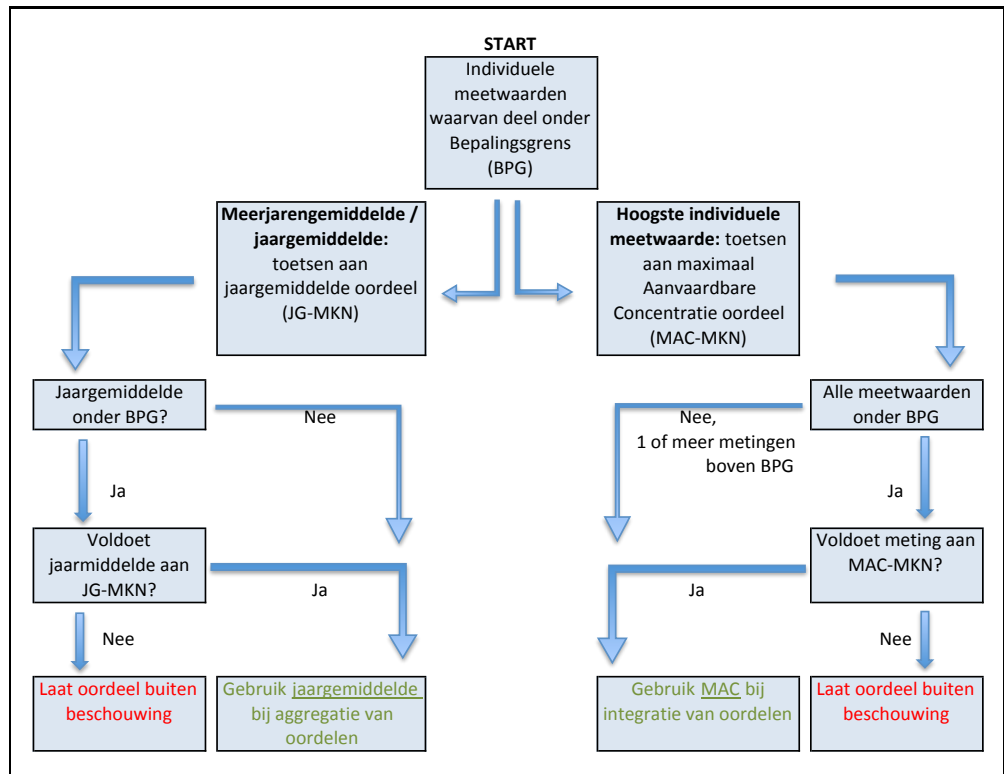 START
Individuele
meetwaarden
waarvan deel onder
Bepalingsgrens
(BPG)
Meerjarengemiddelde /
jaargemiddelde:
toetsen aan
jaargemiddelde oordeel
(JG-MKN)
Hoogste individuele
meetwaarde: toetsen
aan maximaal
Aanvaardbare
Concentratie oordeel
(MAC-MKN)
Jaargemiddelde
onder BPG?
Nee
Nee,
1 of meer metingen
boven BPG
Alle meetwaarden
onder BPG
Ja
Ja
Voldoet
jaarmiddelde aan
JG-MKN?
Ja
Ja
Voldoet meting aan
MAC-MKN?
Nee
Nee
Laat oordeel buiten
beschouwing
Gebruik jaargemiddelde
bij aggregatie van
oordelen
Gebruik MAC bij
integratie van oordelen
Laat oordeel buiten
beschouwing